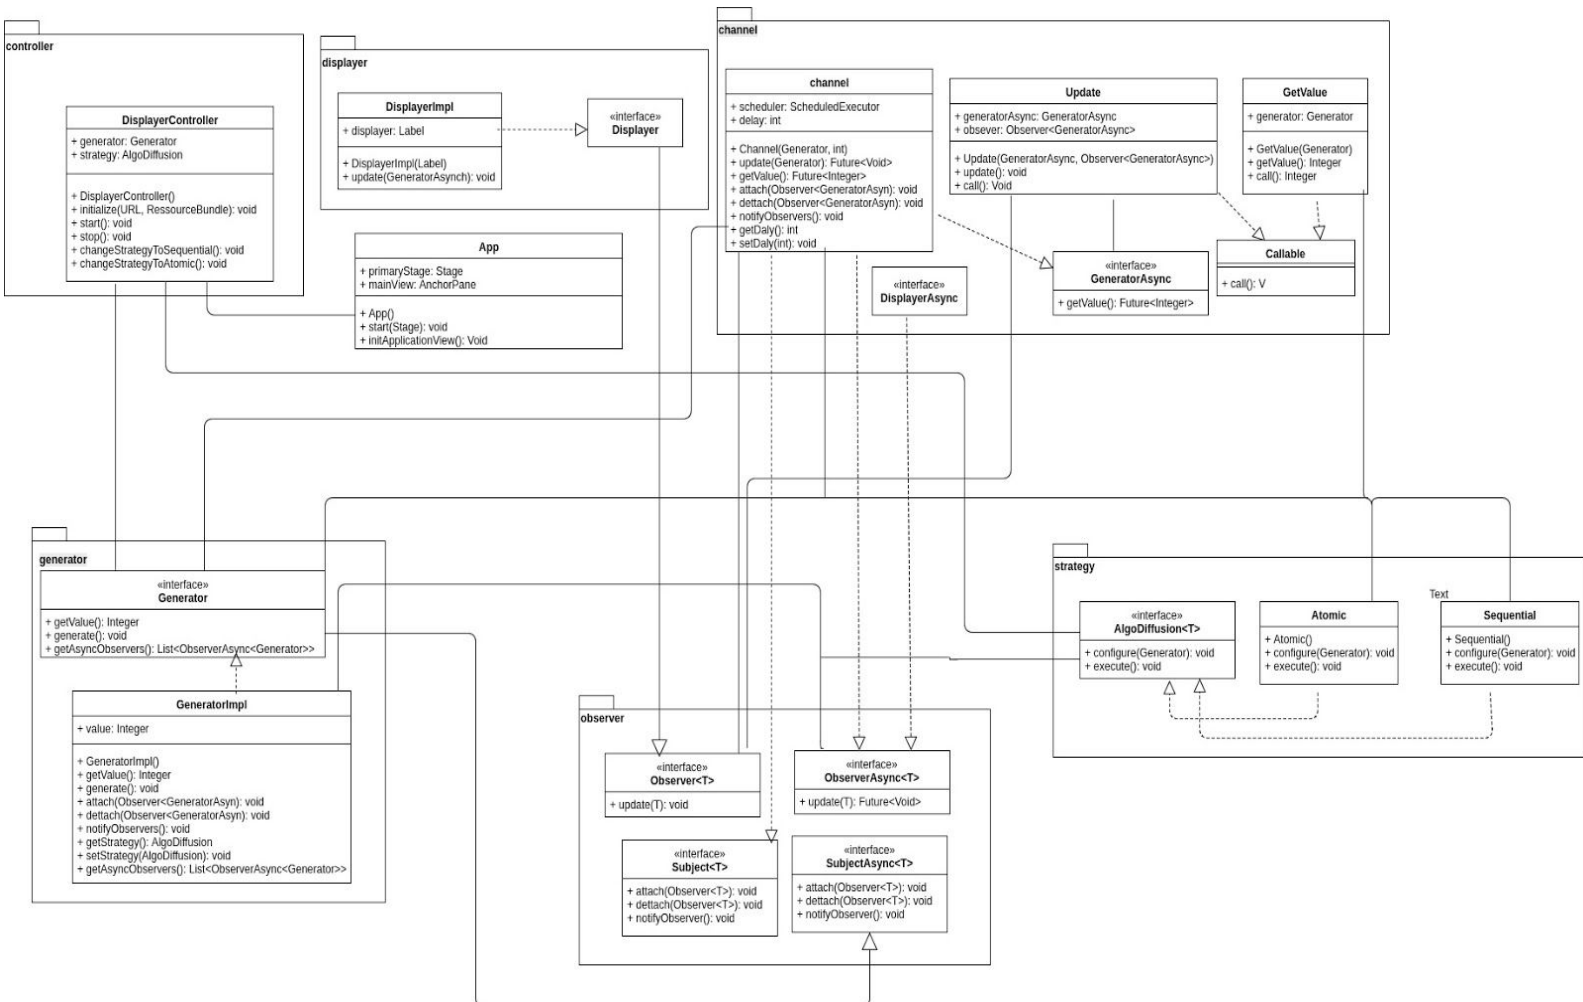 controller
DisplayerController
+ generator: Generator
+ strategy: AlgoDiffusion
+ DisplayerController()
+ initialize(URL, RessourceBundle): void
+ start(): void
+ stop(): void
+ changeStrategyToSequential(): void
+ changeStrategyToAtomic(): void
displayer
DisplayerImpl
+ displayer: Label
+ DisplayerImpl(Label)
+ update(GeneratorAsynch): void
«interface»
Displayer
App
+ primaryStage: Stage
+ mainView: AnchorPane
+ App()
+ start(Stage): void
+ initApplicationView(): Void
channel
channel
+ scheduler: ScheduledExecutor
+ delay: int
+ Channel(Generator, int)
+ update(Generator): Future<Void>
+ getValue(): Future<Integer>
+ attach(Observer<GeneratorAsyn): void
+ dettach(Observer<GeneratorAsyn): void
+ notifyObservers(): void
+ getDaly(): int
+ setDaly(int): void
Update
+ generatorAsync: GeneratorAsync
+ obsever: Observer<GeneratorAsync>
+ Update(GeneratorAsync, Observer<GeneratorAsync>)
+ update(): void
+ call(): Void
GetValue
+ generator: Generator
+ GetValue(Generator)
+ getValue(): Integer
+ call(): Integer
«interface»
DisplayerAsync
«interface»
GeneratorAsync
+ getValue(): Future<Integer>
Callable
+ call(): V
generator
«interface»
Generator
+ getValue(): Integer
+ generate(): void
+ getAsyncObservers(): List<ObserverAsync<Generator>>
GeneratorImpl
+ value: Integer
+ GeneratorImpl()
+ getValue(): Integer
+ generate(): void
+ attach(Observer<GeneratorAsyn): void
+ dettach(Observer<GeneratorAsyn): void
+ notifyObservers(): void
+ getStrategy(): AlgoDiffusion
+ setStrategy(AlgoDiffusion): void
+ getAsyncObservers(): List<ObserverAsync<Generator>>
observer
«interface»
Observer<T>
+ update(T): void
«interface»
ObserverAsync<T>
+ update(T): Future<Void>
«interface»
Subject<T>
+ attach(Observer<T>): void
+ dettach(Observer<T>): void
+ notifyObserver(): void
«interface»
SubjectAsync<T>
+ attach(Observer<T>): void
+ dettach(Observer<T>): void
+ notifyObserver(): void
strategy
Text
«interface»
AlgoDiffusion<T>
+ configure(Generator): void
+ execute(): void
Atomic
+ Atomic()
+ configure(Generator): void
+ execute(): void
Sequential
+ Sequential()
+ configure(Generator): void
+ execute(): void